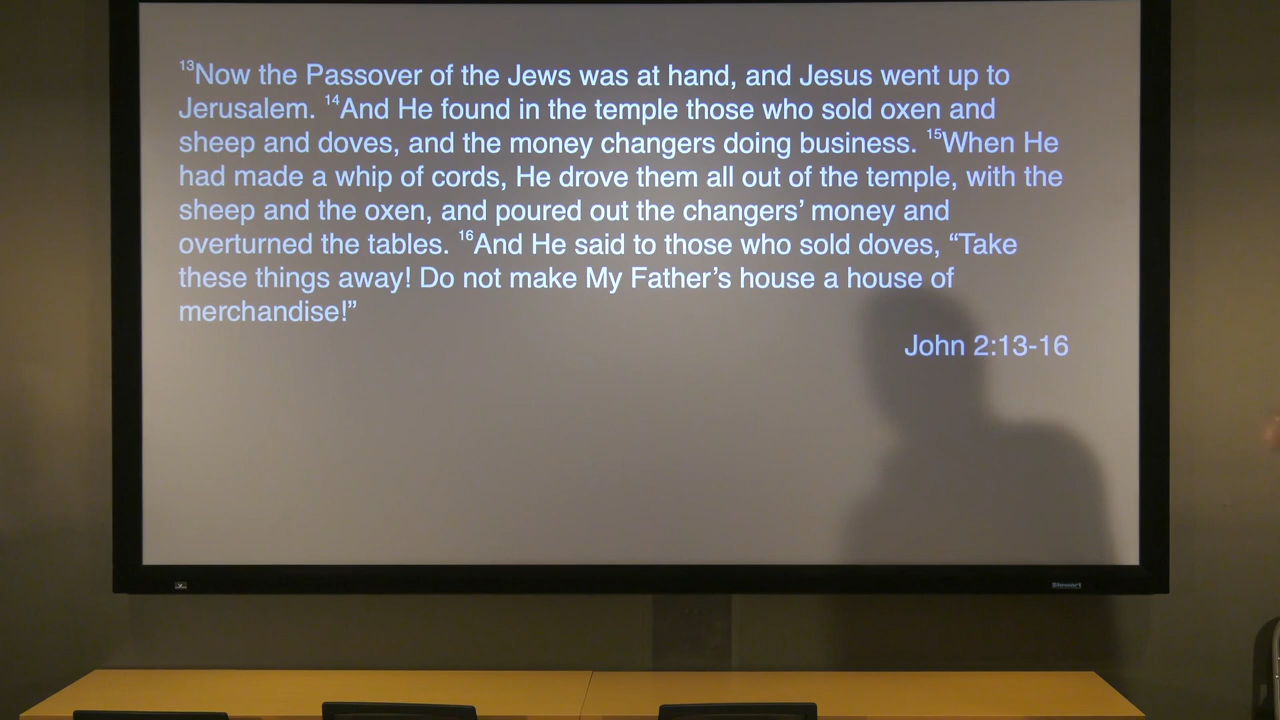 ¹³Now the Passover of the Jews was at hand, and Jesus went up to
Jerusalem. ¹⁴And He found in the temple those who sold oxen and
sheep and doves, and the money changers doing business. ¹⁵When He
had made a whip of cords, He drove them all out of the temple, with the
sheep and the oxen, and poured out the changers’ money and
overturned the tables. ¹⁶And He said to those who sold doves, “Take
these things away! Do not make My Father’s house a house of
merchandise!”
John 2:13-16
Stewart